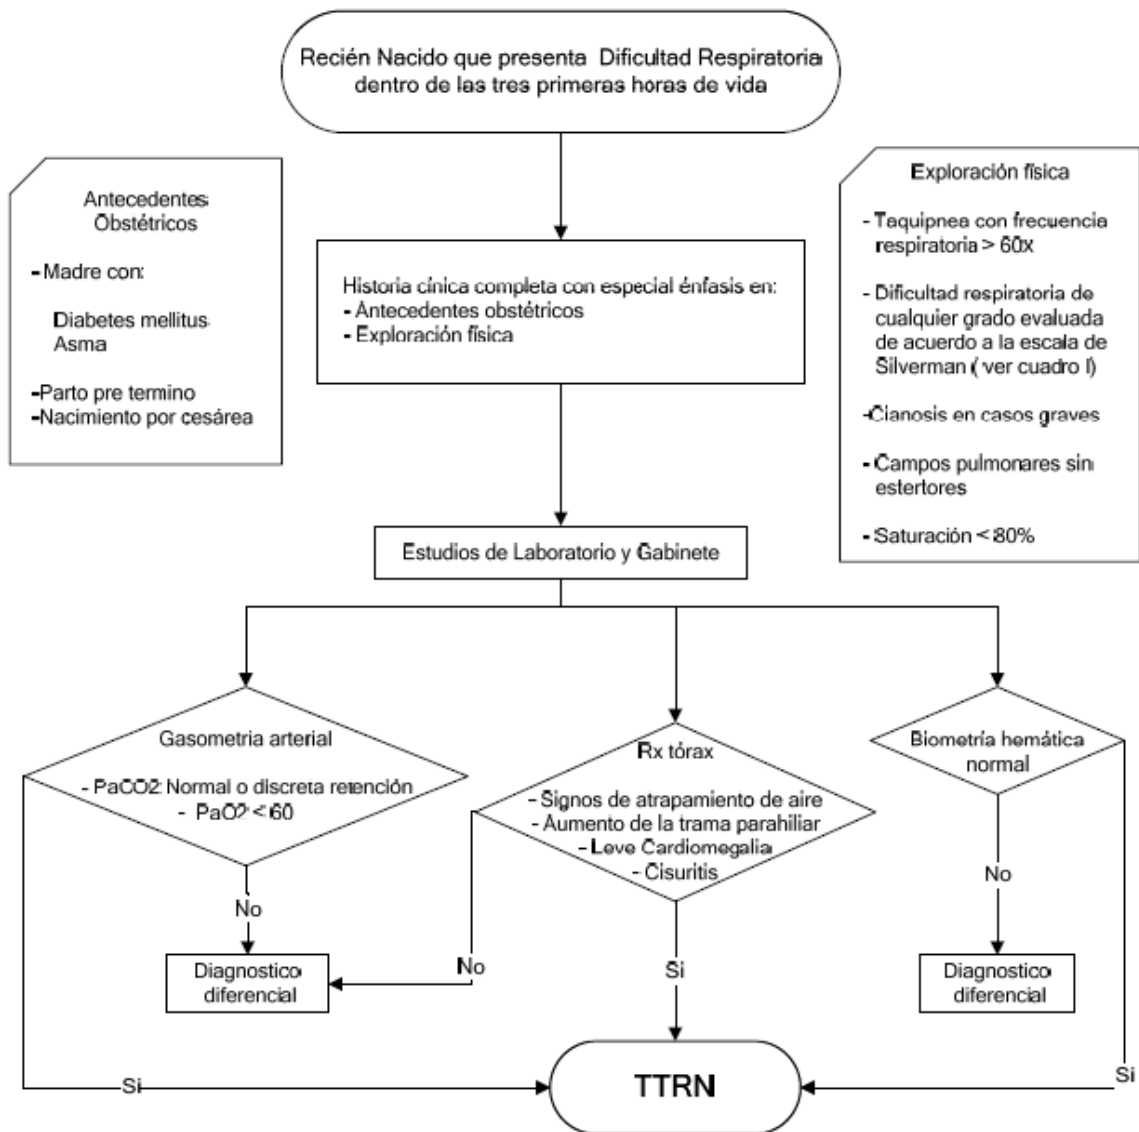 Recién Nacido que presenta Dificultad Respiratoria
dentro de las tres primeras horas de vida
Antecedentes
Obstétricos
- Madre con:
Diabetes mellitus
Asma
-Parto pre termino
-Nacimiento por cesárea
Historia cínica completa con especial énfasis en:
- Antecedentes obstétricos
- Exploración física
Exploración física
- Taquipnea con frecuencia
respiratoria > 60x
- Dificultad respiratoria de
cualquier grado evaluada
de acuerdo a la escala de
Silverman ( ver cuadro I)
-Cianosis en casos graves
- Campos pulmonares sin
estertores
- Saturación < 80%
Estudios de Laboratorio y Gabinete
Gasometria arterial
- PaCO2: Normal o discreta retención
- PaO2 < 60
Rx tórax
- Signos de atrapamiento de aire
- Aumento de la trama parahiliar
- Leve Cardiomegalia
- Cisuritis
Biometría hemática
normal
No
Diagnostico
diferencial
No
Si
No
Diagnostico
diferencial
Si
TTRN
Si